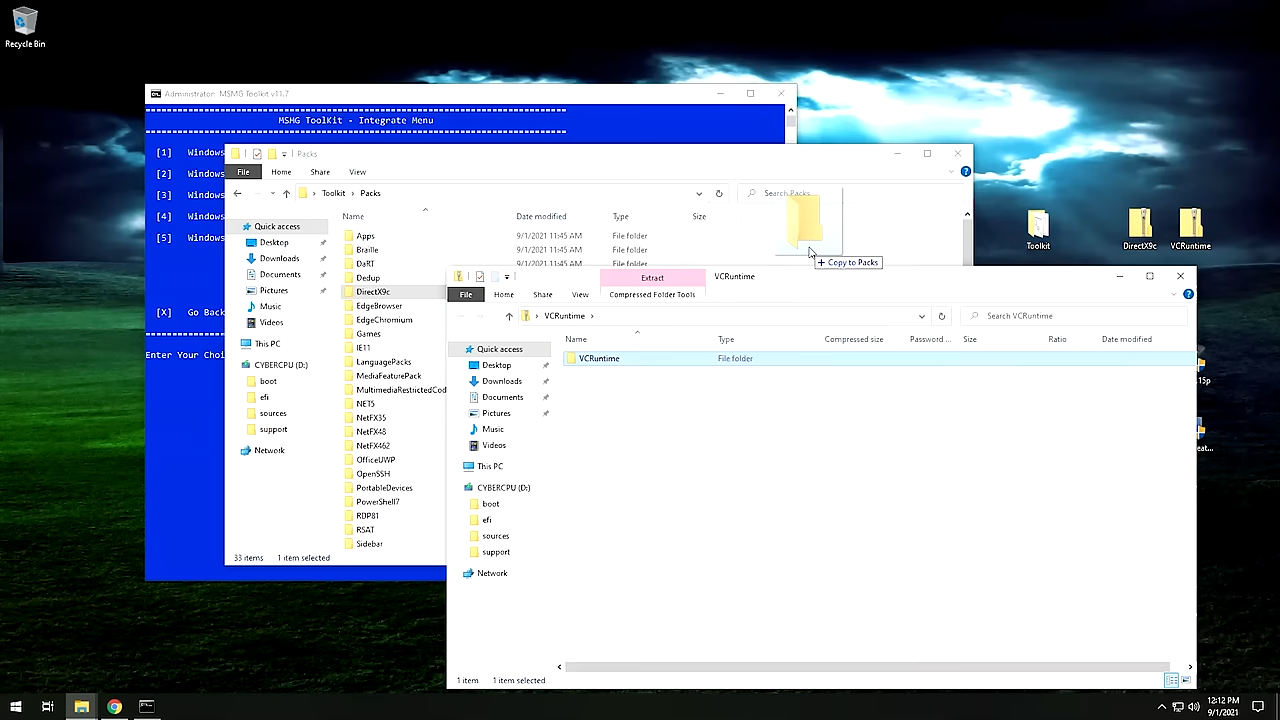 Recycle Bin
Administrator: MSMG Toolkit v11.7
MSMG ToolKit - Integrate Menu
[1] Windows
[2] Windows
[3] Windows
[4] Windows
[5] Windows
[X] Go Back
Enter Your Choi
Packs
File Home Share View
Toolkit Packs
Search Packs
Name Date modified Type Size
Quick access
Desktop
Downloads
Documents
Pictures
Music
Videos
This PC
CYBERCPU (D:)
boot
efi
sources
support
Network
Apps 9/1/2021 11:45 AM File folder
Braille 9/1/2021 11:45 AM File folder
DaRT 9/1/2021 11:45 AM File folder
Dedup
DirectX9c
EdgeBrowser
EdgeChromium
Games
IE11
LanguagePacks
MediaFeaturePack
MultimediaRestrictedCod
NET5
NetFX35
NetFX48
NetFX462
OfficeUWP
OpenSSH
PortableDevices
PowerShell7
RDP81
RSAT
Sidebar
33 items 1 item selected
+ Copy to Packs
Toolkit
DirectX9c
VCRuntime
Extract VCRuntime
File Home Share View Compressed Folder Tools
VCRuntime
Search VCRuntime
Name Type Compressed size Password ... Size Ratio Date modified
VCRuntime File folder
Quick access
Desktop
Downloads
Documents
Pictures
Music
Videos
This PC
CYBERCPU (D:)
boot
efi
sources
support
Network
1 item 1 item selected
.15p
eat...
12:12 PM
9/1/2021